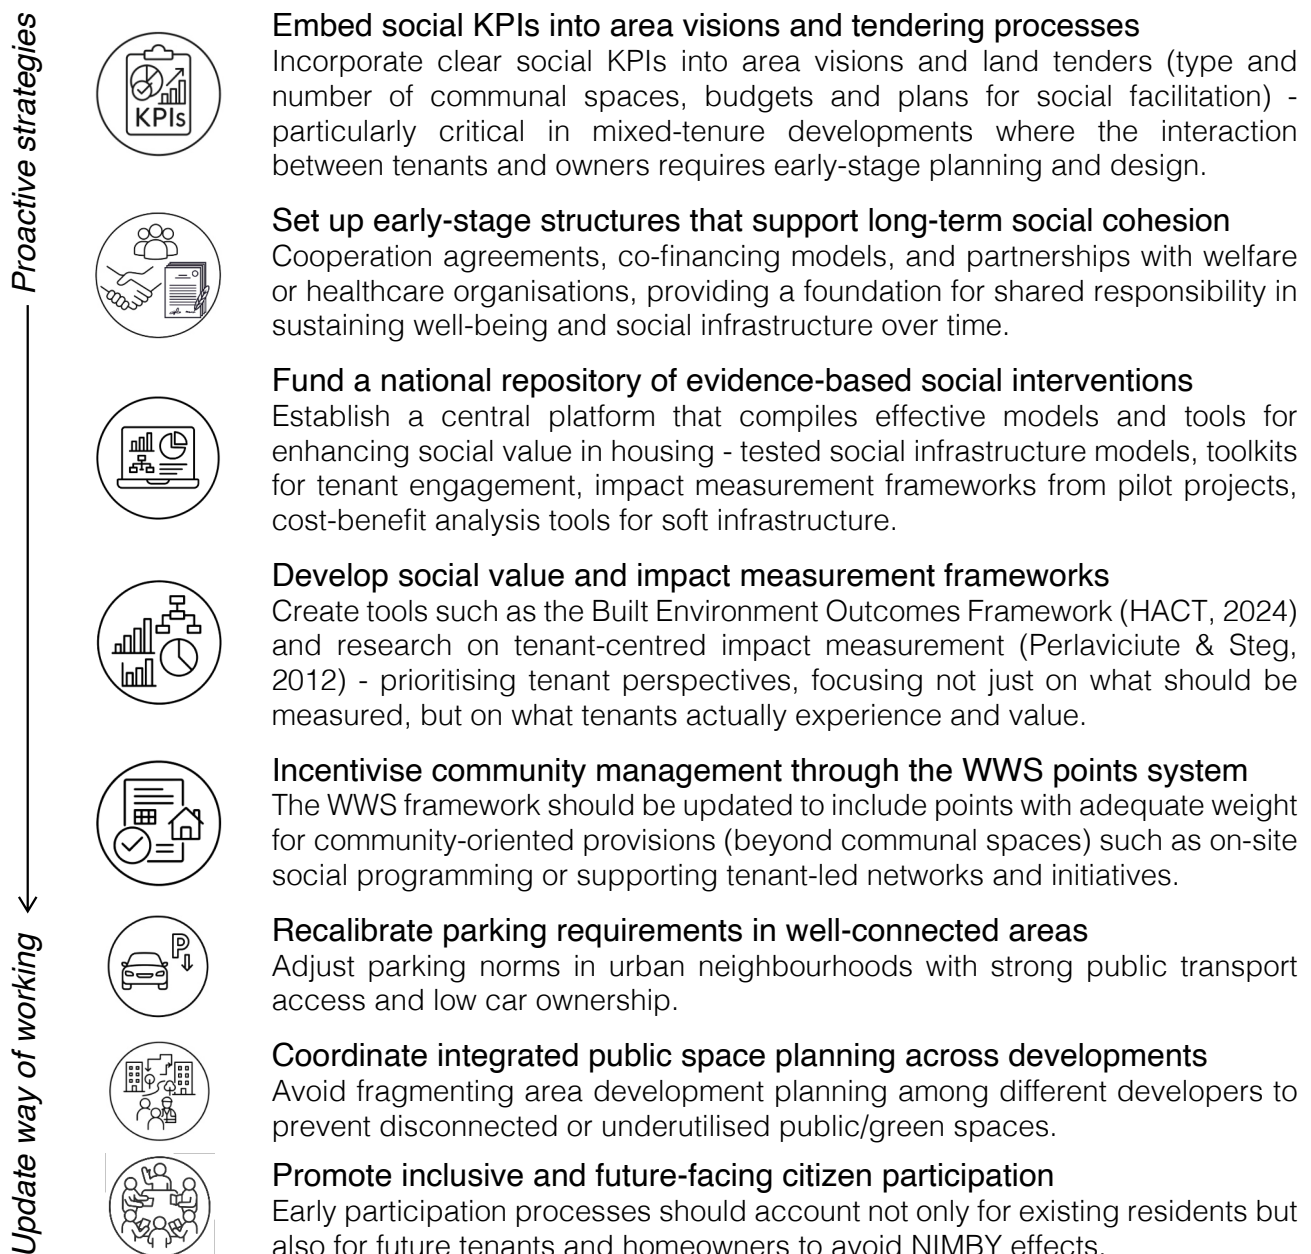 Proactive strategies
Update way of working
KPIs
Embed social KPIs into area visions and tendering processes
Incorporate clear social KPIs into area visions and land tenders (type and
number of communal spaces, budgets and plans for social facilitation) -
particularly critical in mixed-tenure developments where the interaction
between tenants and owners requires early-stage planning and design.
Set up early-stage structures that support long-term social cohesion
Cooperation agreements, co-financing models, and partnerships with welfare
or healthcare organisations, providing a foundation for shared responsibility in
sustaining well-being and social infrastructure over time.
Fund a national repository of evidence-based social interventions
Establish a central platform that compiles effective models and tools for
enhancing social value in housing - tested social infrastructure models, toolkits
for tenant engagement, impact measurement frameworks from pilot projects,
cost-benefit analysis tools for soft infrastructure.
Develop social value and impact measurement frameworks
Create tools such as the Built Environment Outcomes Framework (HACT, 2024)
and research on tenant-centred impact measurement (Perlaviciute & Steg,
2012) - prioritising tenant perspectives, focusing not just on what should be
measured, but on what tenants actually experience and value.
Incentivise community management through the WWS points system
The WWS framework should be updated to include points with adequate weight
for community-oriented provisions (beyond communal spaces) such as on-site
social programming or supporting tenant-led networks and initiatives.
P
Recalibrate parking requirements in well-connected areas
Adjust parking norms in urban neighbourhoods with strong public transport
access and low car ownership.
Coordinate integrated public space planning across developments
Avoid fragmenting area development planning among different developers to
prevent disconnected or underutilised public/green spaces.
Promote inclusive and future-facing citizen participation
Early participation processes should account not only for existing residents but
also for future tenants and homeowners to avoid NIMBY effects.